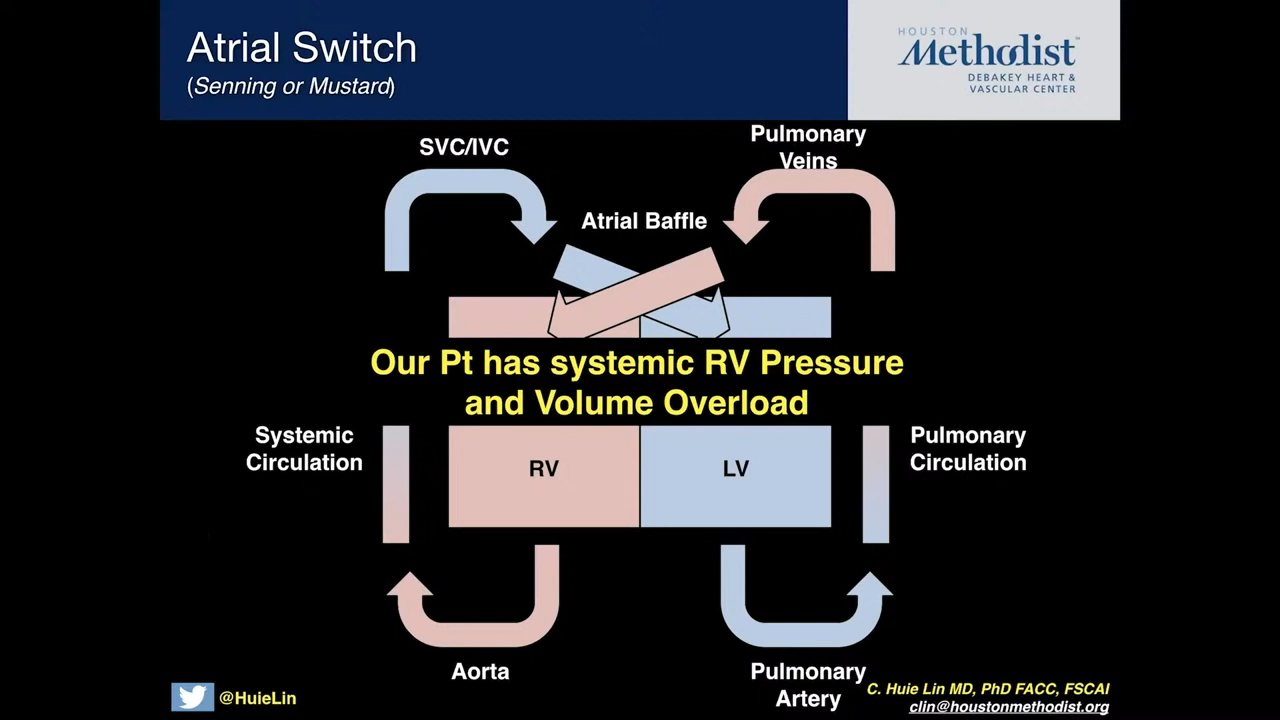 Atrial Switch
(Senning or Mustard)
HOUSTON
Methodist™
DEBAKEY HEART &
VASCULAR CENTER
SVC/IVC
Pulmonary
Veins
Atrial Baffle
Our Pt has systemic RV Pressure
and Volume Overload
Systemic
Circulation
RV
LV
Pulmonary
Circulation
Aorta
Pulmonary
Artery
@HuieLin
C. Huie Lin MD, PhD FACC, FSCAI
clin@houstonmethodist.org